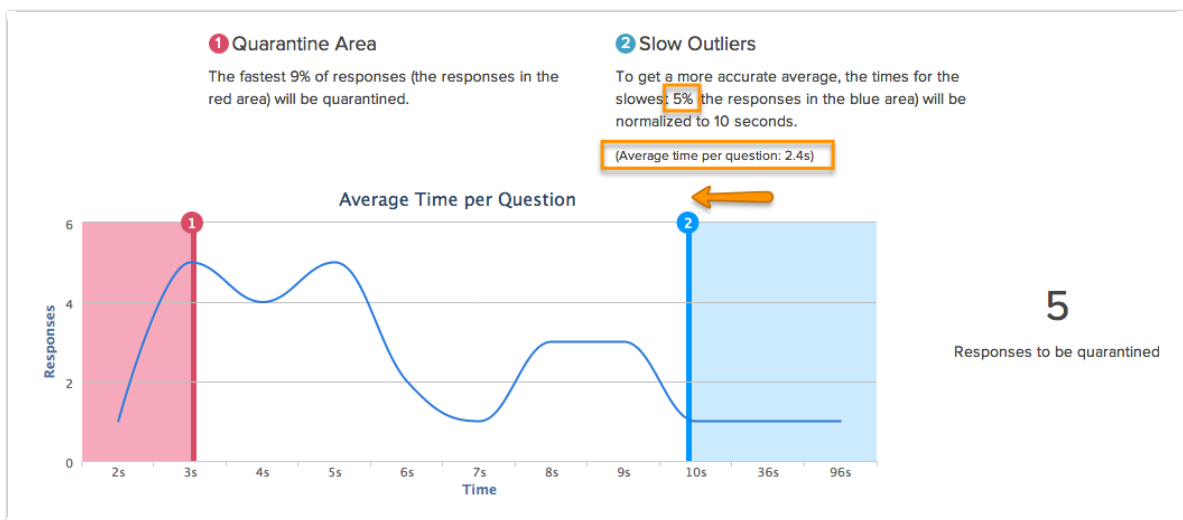 1 Quarantine Area
The fastest 9% of responses (the responses in the
red area) will be quarantined.
2 Slow Outliers
To get a more accurate average, the times for the
slowest 5% the responses in the blue area) will be
normalized to 10 seconds.
(Average time per question: 2.4s)
Average Time per Question
1
2
6
4
2
0
Responses
2s 3s 4s 5s 6s 7s 8s 9s 10s 36s 96s
Time
5
Responses to be quarantined